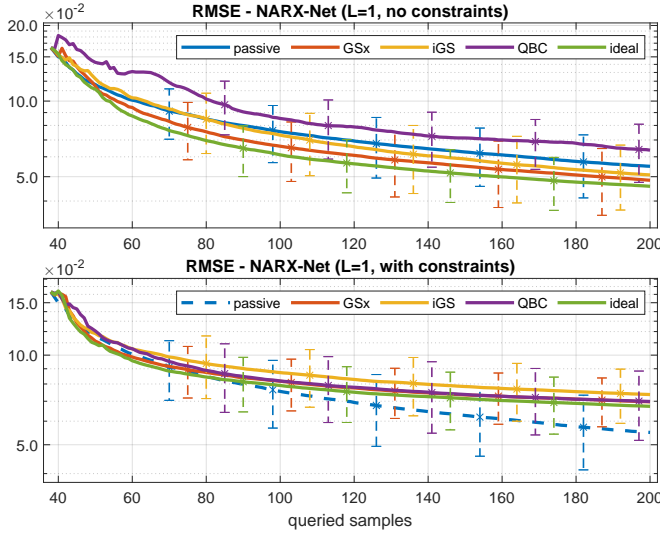 RMSE - NARX-Net (L=1, no constraints)
×10⁻²
20.0
15.0
10.0
5.0
passive GSx iGS QBC ideal
40 60 80 100 120 140 160 180 200
RMSE - NARX-Net (L=1, with constraints)
×10⁻²
15.0
10.0
5.0
passive GSx iGS QBC ideal
40 60 80 100 120 140 160 180 200
queried samples